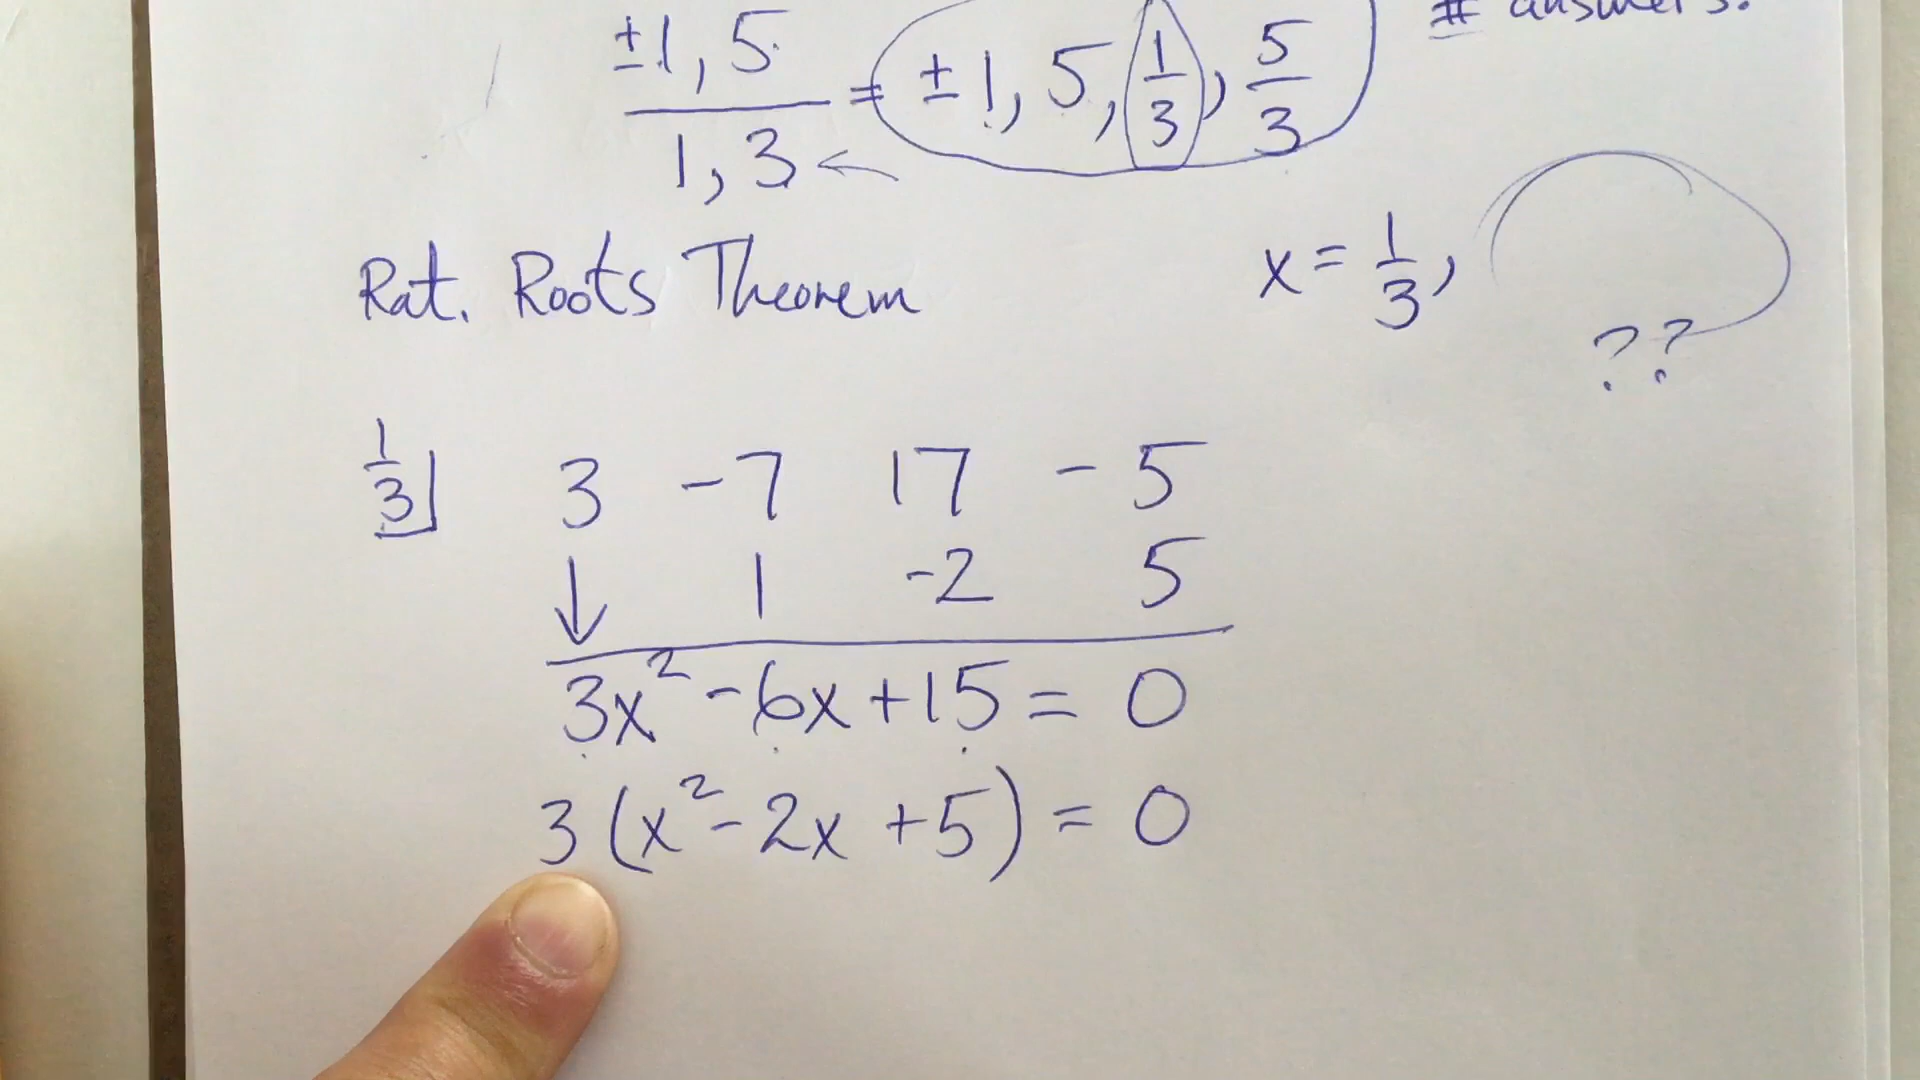 # answers.
±1, 5
1, 3
= ±1, 5, 1/3, 5/3
Rat. Roots Theorem
x = 1/3,
??
1/3
3 -7 17 -5
1 -2 5
3x² -6x +15 = 0
3(x² - 2x +5) = 0